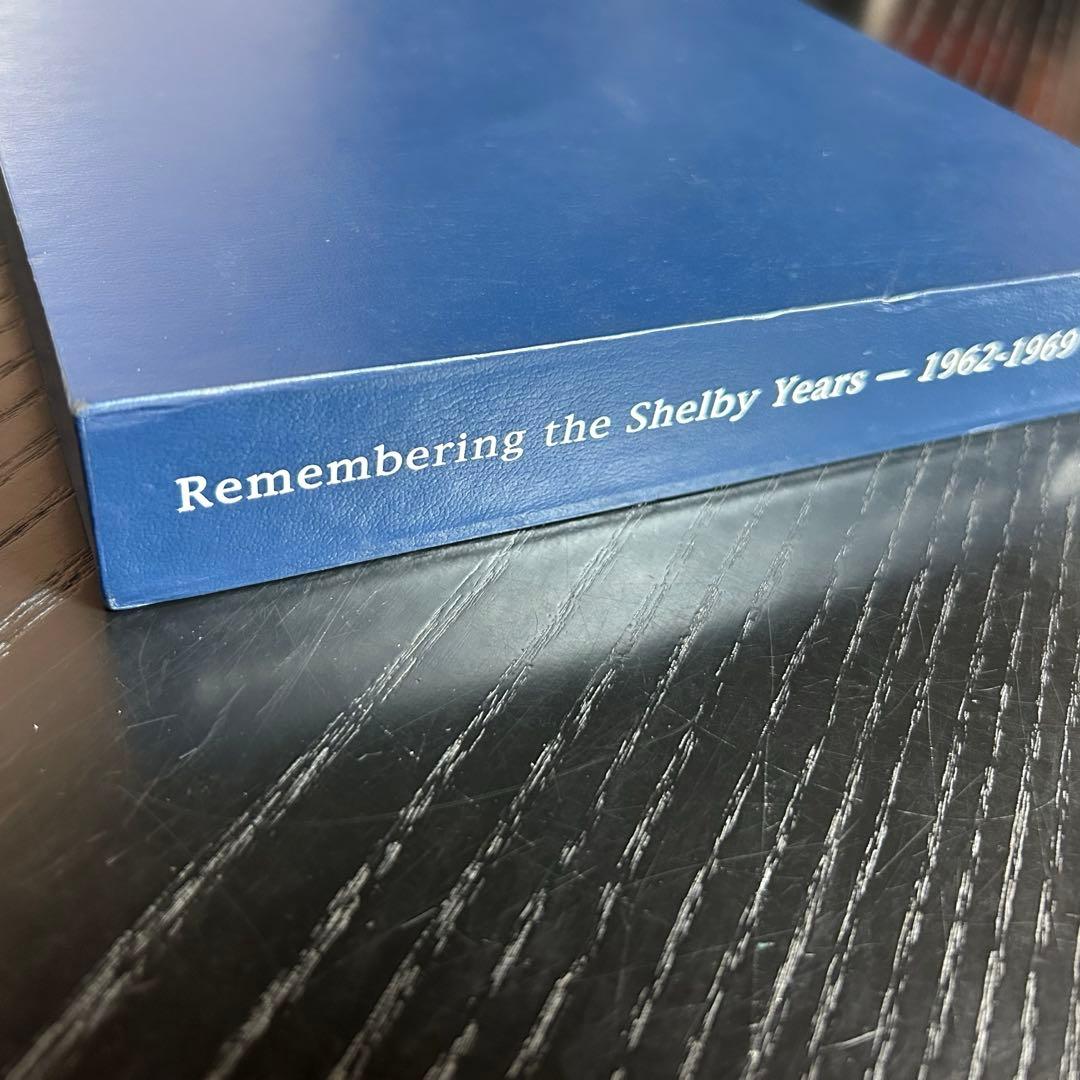 Remembering the Shelby Years — 1962-1969